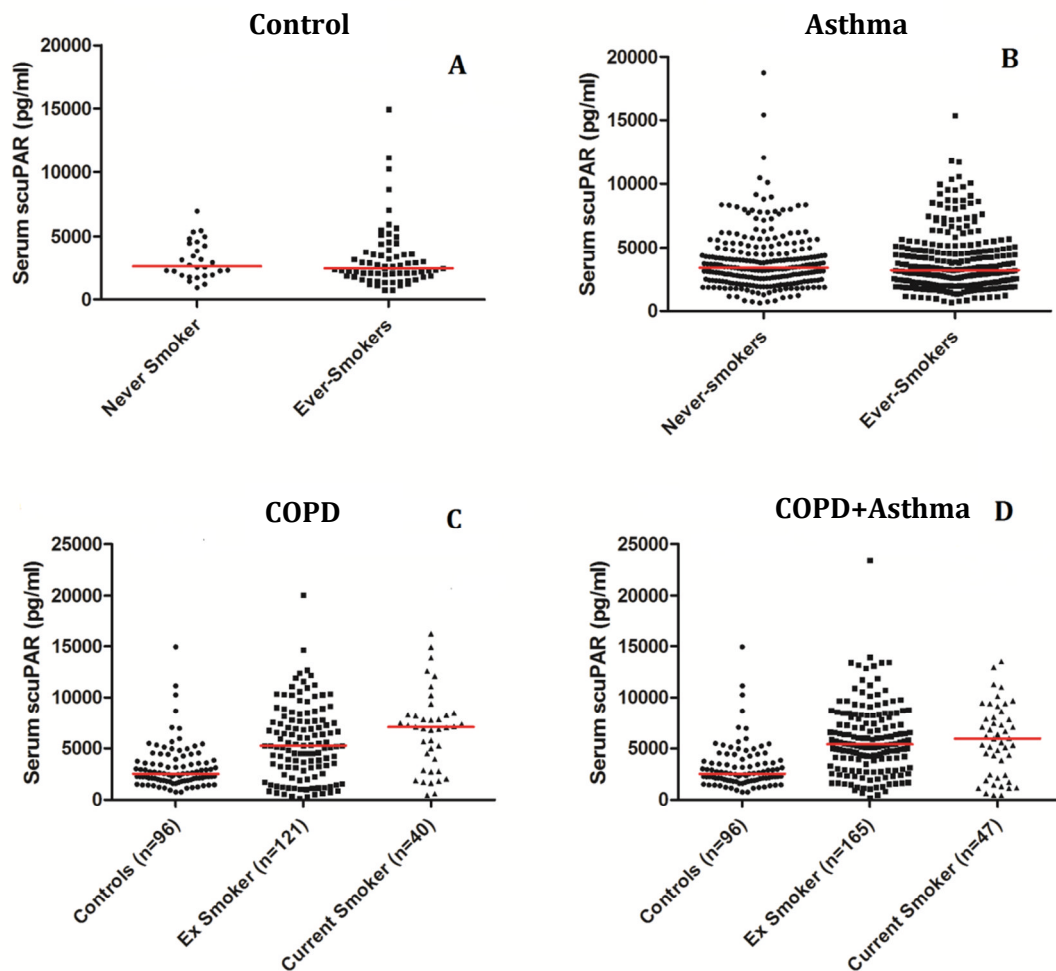 Control
A
Serum scuPAR (pg/ml)
20000
15000
10000
5000
0
Never Smoker
Ever-Smokers
Asthma
B
Serum scuPAR (pg/ml)
20000
15000
10000
5000
0
Never-smokers
Ever-Smokers
COPD
C
Serum scuPAR (pg/ml)
25000
20000
15000
10000
5000
0
Controls (n=96)
Ex Smoker (n=121)
Current Smoker (n=40)
COPD+Asthma
D
Serum scuPAR (pg/ml)
25000
20000
15000
10000
5000
0
Controls (n=96)
Ex Smoker (n=165)
Current Smoker (n=47)